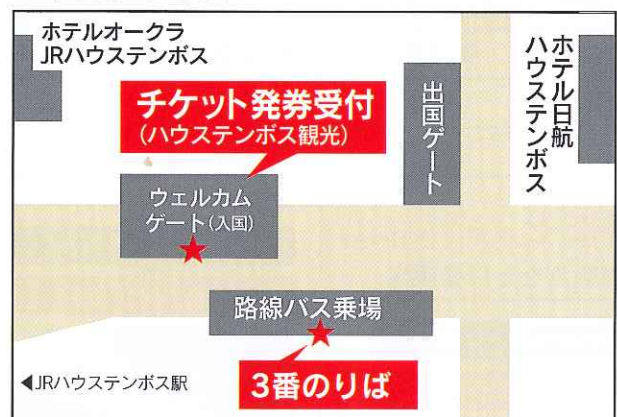 ホテルオークラ
JRハウステンボス
チケット発券受付
(ハウステンボス観光)
出国ゲート
ホテル日航
ハウステンボス
ウェルカム
ゲート(入国)
路線バス乗場
3番のりば
◀JRハウステンボス駅